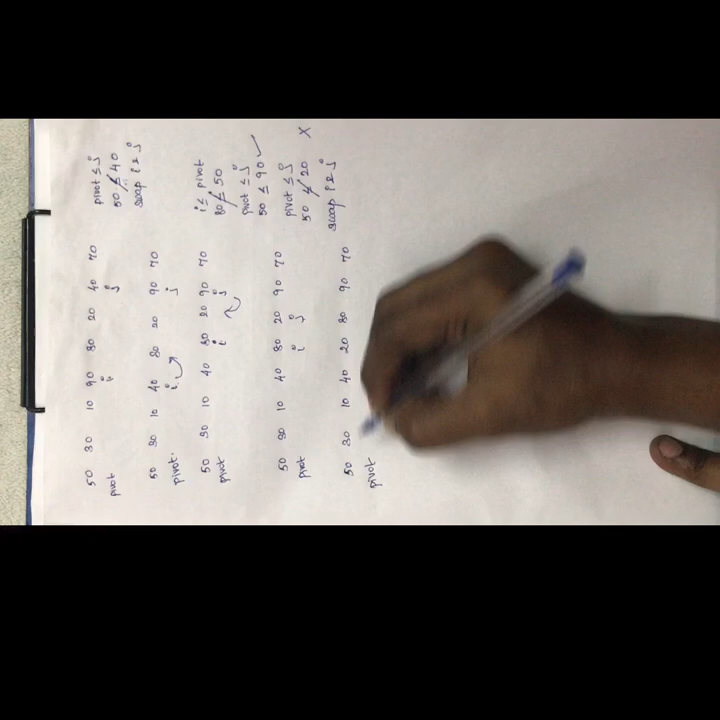 50 30 10 90 80 20 40 70 pivot ≤ j
pivot i j 50 ≤ 40
swap i & j
50 30 10 40 80 20 90 70
pivot. i. j
i ≤ pivot
50 30 10 40 80 20 90 70 80 ≤ 50
pivot i j pivot ≤ j
50 ≤ 90 ✓
pivot ≤ j
50 30 10 40 80 20 90 70 50 ≤ 20 X
pivot i j
swap i & j
50 30 10 40 20 80 90 70
pivot